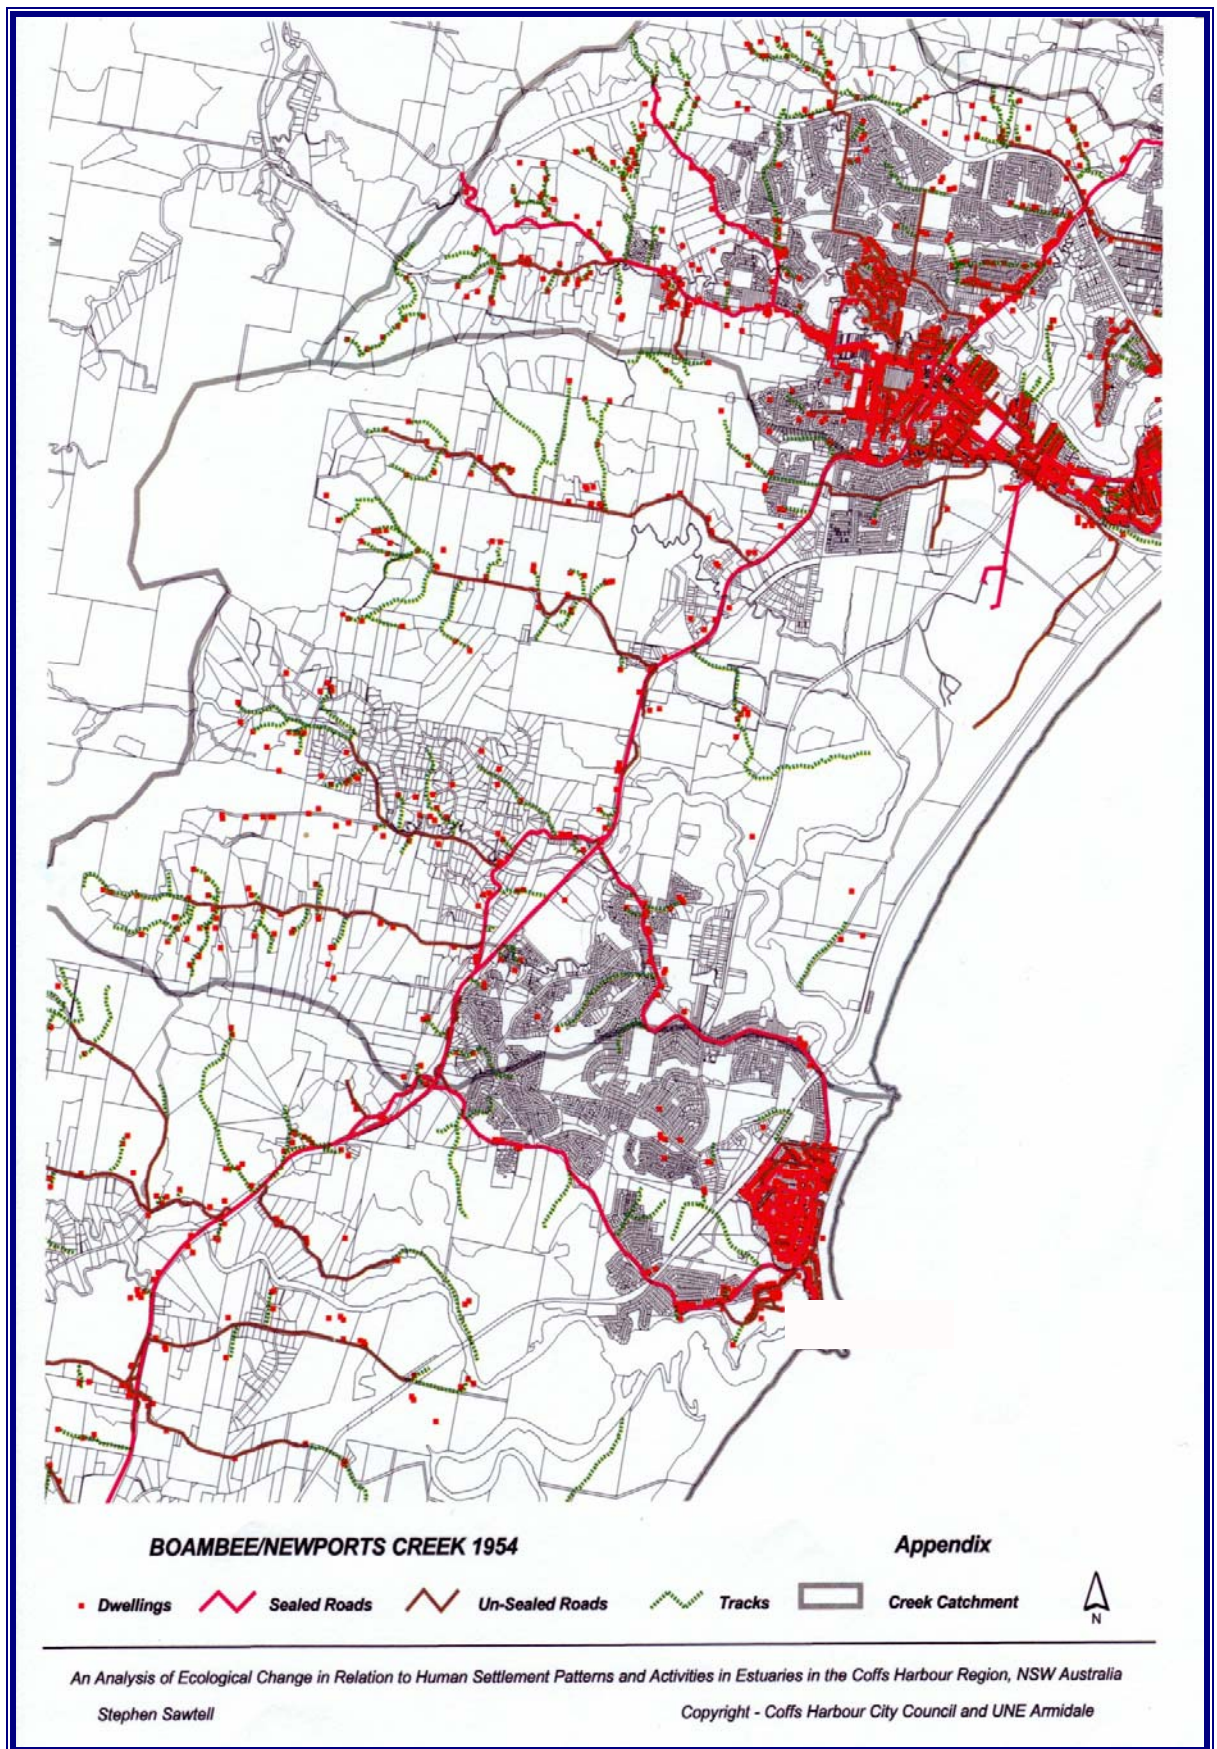 BOAMBEE/NEWPORTS CREEK 1954 Appendix
Dwellings Sealed Roads Un-Sealed Roads Tracks Creek Catchment N
An Analysis of Ecological Change in Relation to Human Settlement Patterns and Activities in Estuaries in the Coffs Harbour Region, NSW Australia
Stephen Sawtell Copyright - Coffs Harbour City Council and UNE Armidale